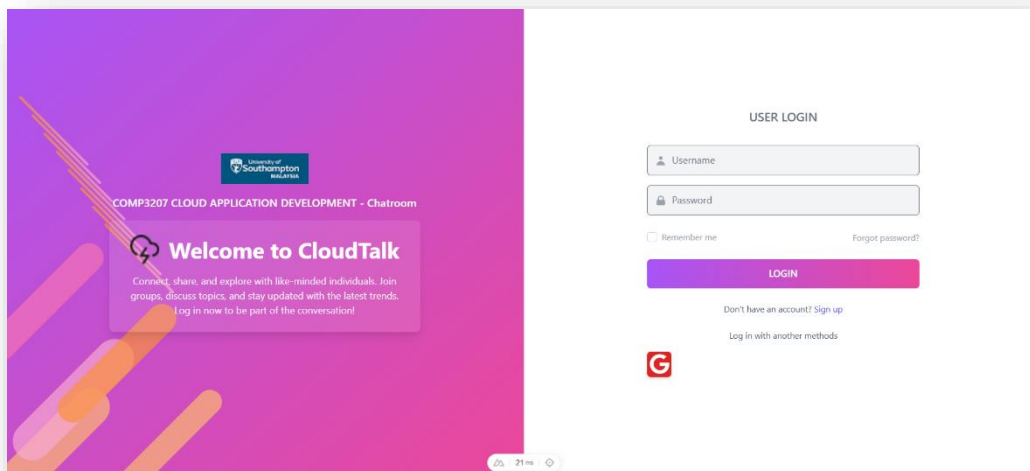 University of
Southampton
MALAYSIA
COMP3207 CLOUD APPLICATION DEVELOPMENT - Chatroom
Welcome to CloudTalk
Connect, share, and explore with like-minded individuals. Join
groups, discuss topics, and stay updated with the latest trends.
Log in now to be part of the conversation!
USER LOGIN
Username
Password
Remember me
Forgot password?
LOGIN
Don't have an account? Sign up
Log in with another methods
G
21 ms